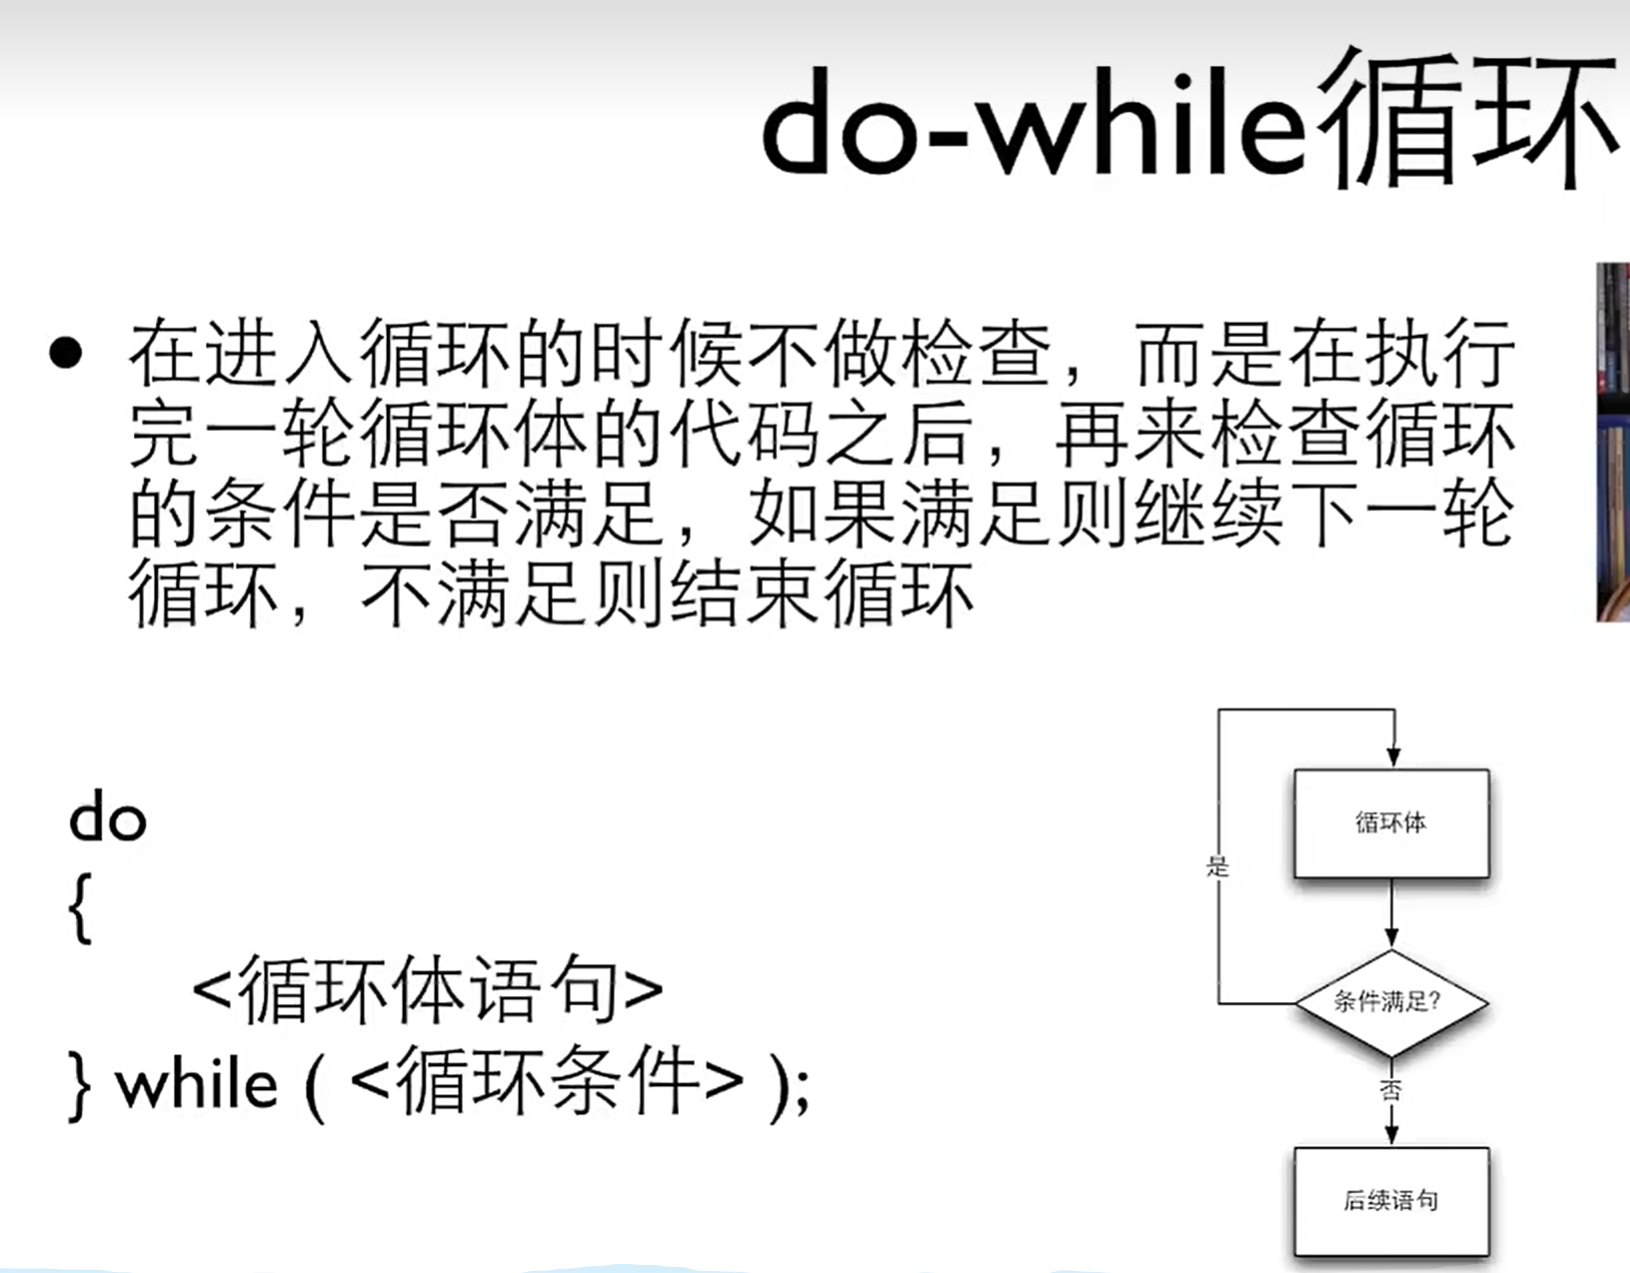 do-while循环
● 在进入循环的时候不做检查，而是在执行
完一轮循环体的代码之后，再来检查循环
的条件是否满足，如果满足则继续下一轮
循环，不满足则结束循环
do
{
<循环体语句>
} while ( <循环条件> );
循环体
是
条件满足?
否
后续语句